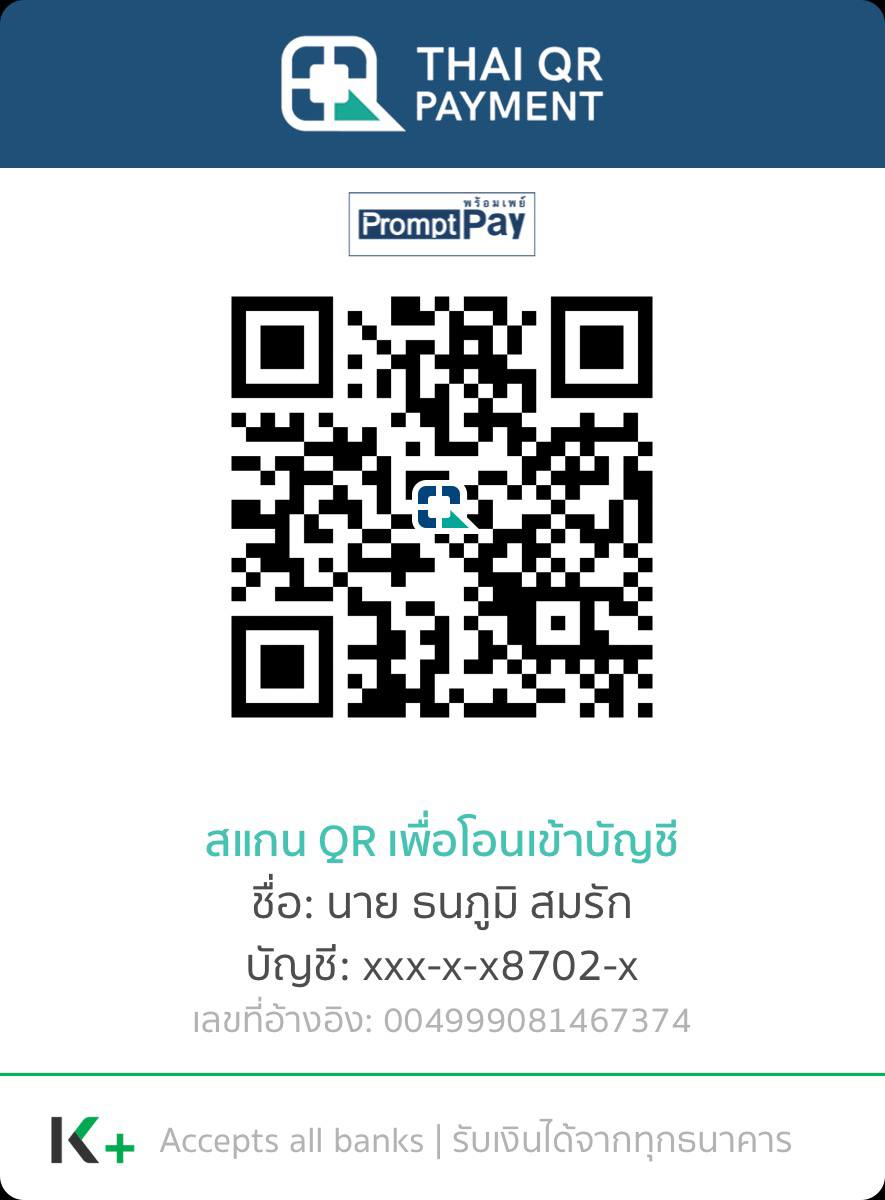 THAI QR
PAYMENT
พร้อมเพย์
PromptPay
สแกน QR เพื่อโอนเข้าบัญชี
ชื่อ: นาย ธนภูมิ สมรัก
บัญชี: xxx-x-x8702-x
เลขที่อ้างอิง: 004999081467374
K+ Accepts all banks | รับเงินได้จากทุกธนาคาร